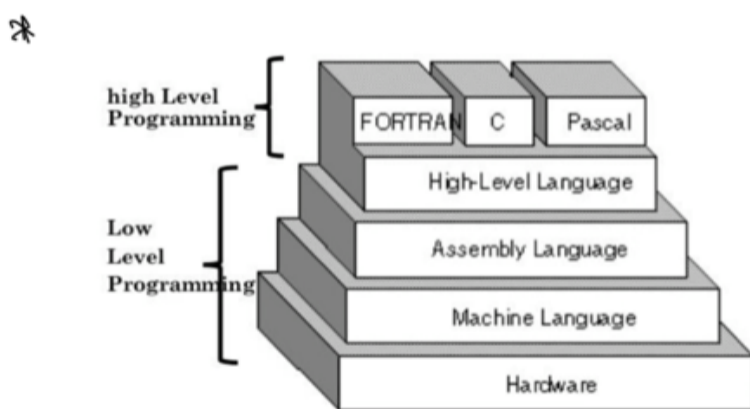 high Level
Programming
FORTRAN C Pascal
High-Level Language
Low
Level
Programming
Assembly Language
Machine Language
Hardware